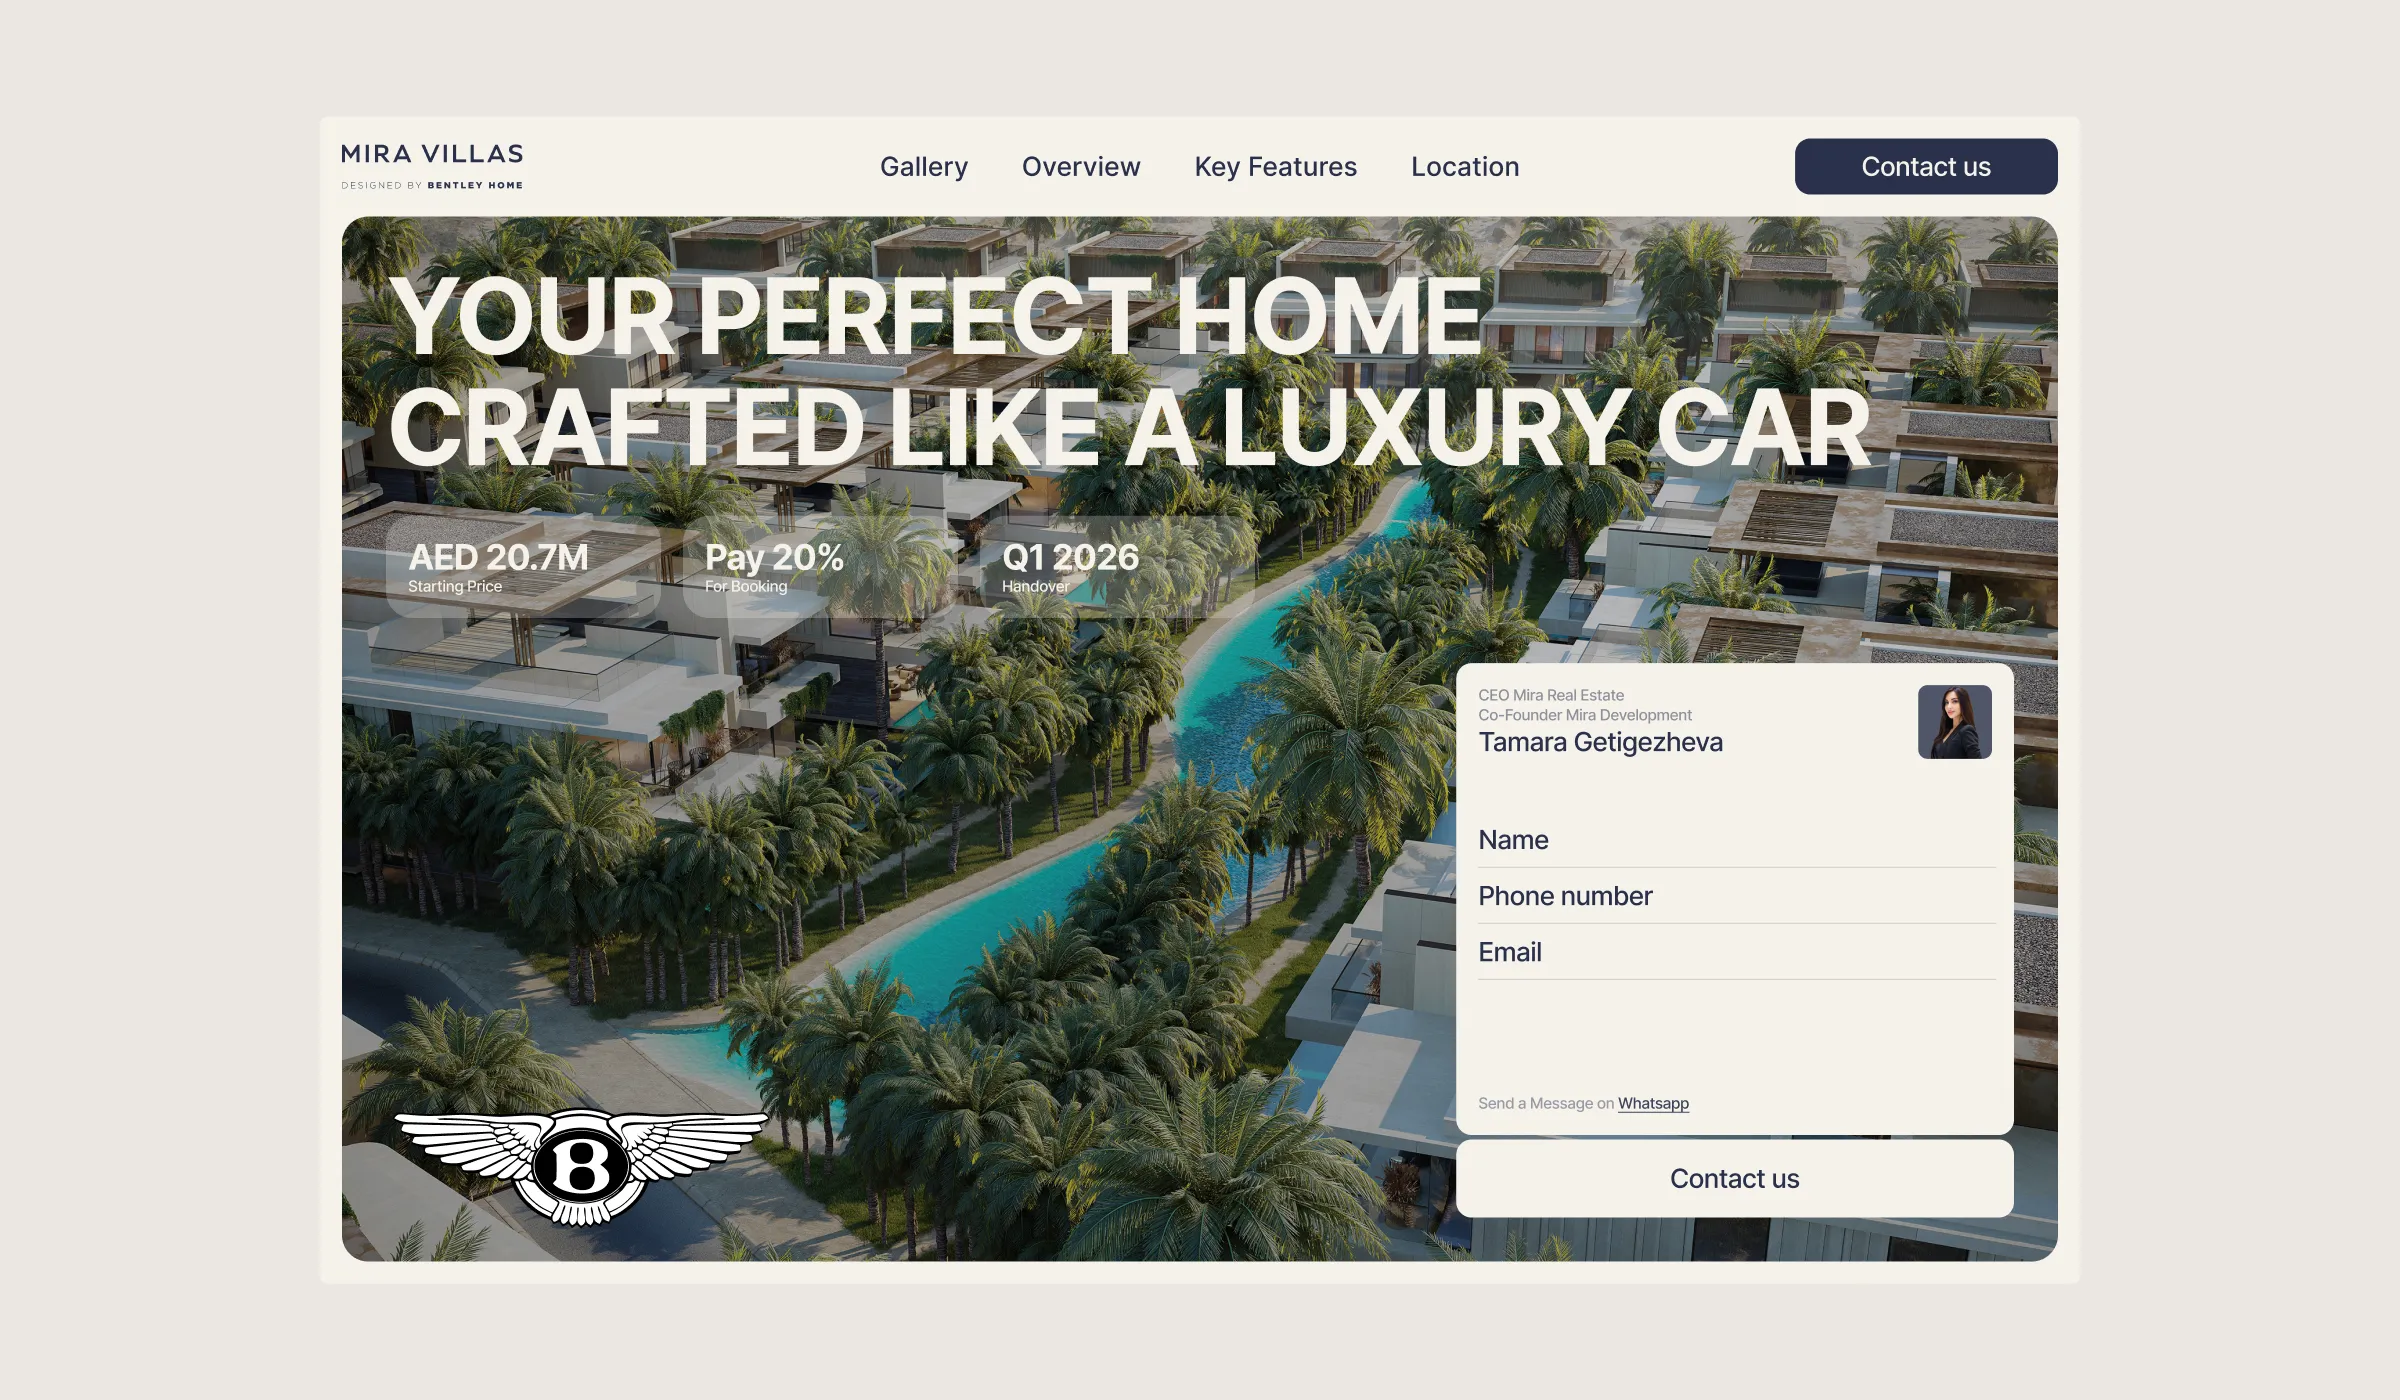 MIRA VILLAS
DESIGNED BY BENTLEY HOME
Gallery
Overview
Key Features
Location
Contact us
YOUR PERFECT HOME
CRAFTED LIKE A LUXURY CAR
AED 20.7M
Starting Price
Pay 20%
For Booking
Q1 2026
Handover
CEO Mira Real Estate
Co-Founder Mira Development
Tamara Getigezheva
Name
Phone number
Email
Send a Message on Whatsapp
Contact us
B